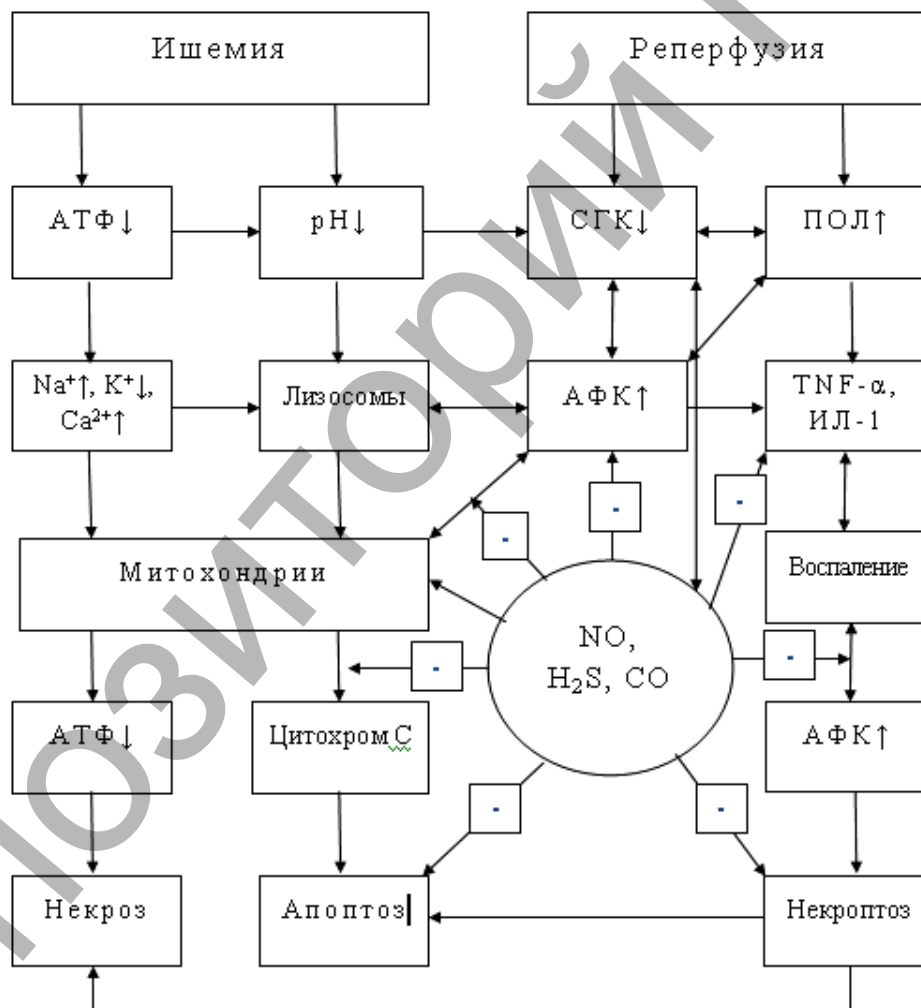 Ишемия
Реперфузия
АТФ↓
pH↓
СГК↓
ПОЛ↑
Na⁺↑, K⁺↓,
Ca²⁺↑
Лизосомы
АФК↑
TNF-α,
ИЛ-1
-
-
-
Митохондрии
Воспаление
NO,
H₂S, CO
-
-
АТФ↓
Цитохром С
АФК↑
-
-
Некроз
Апоптоз
Некроптоз